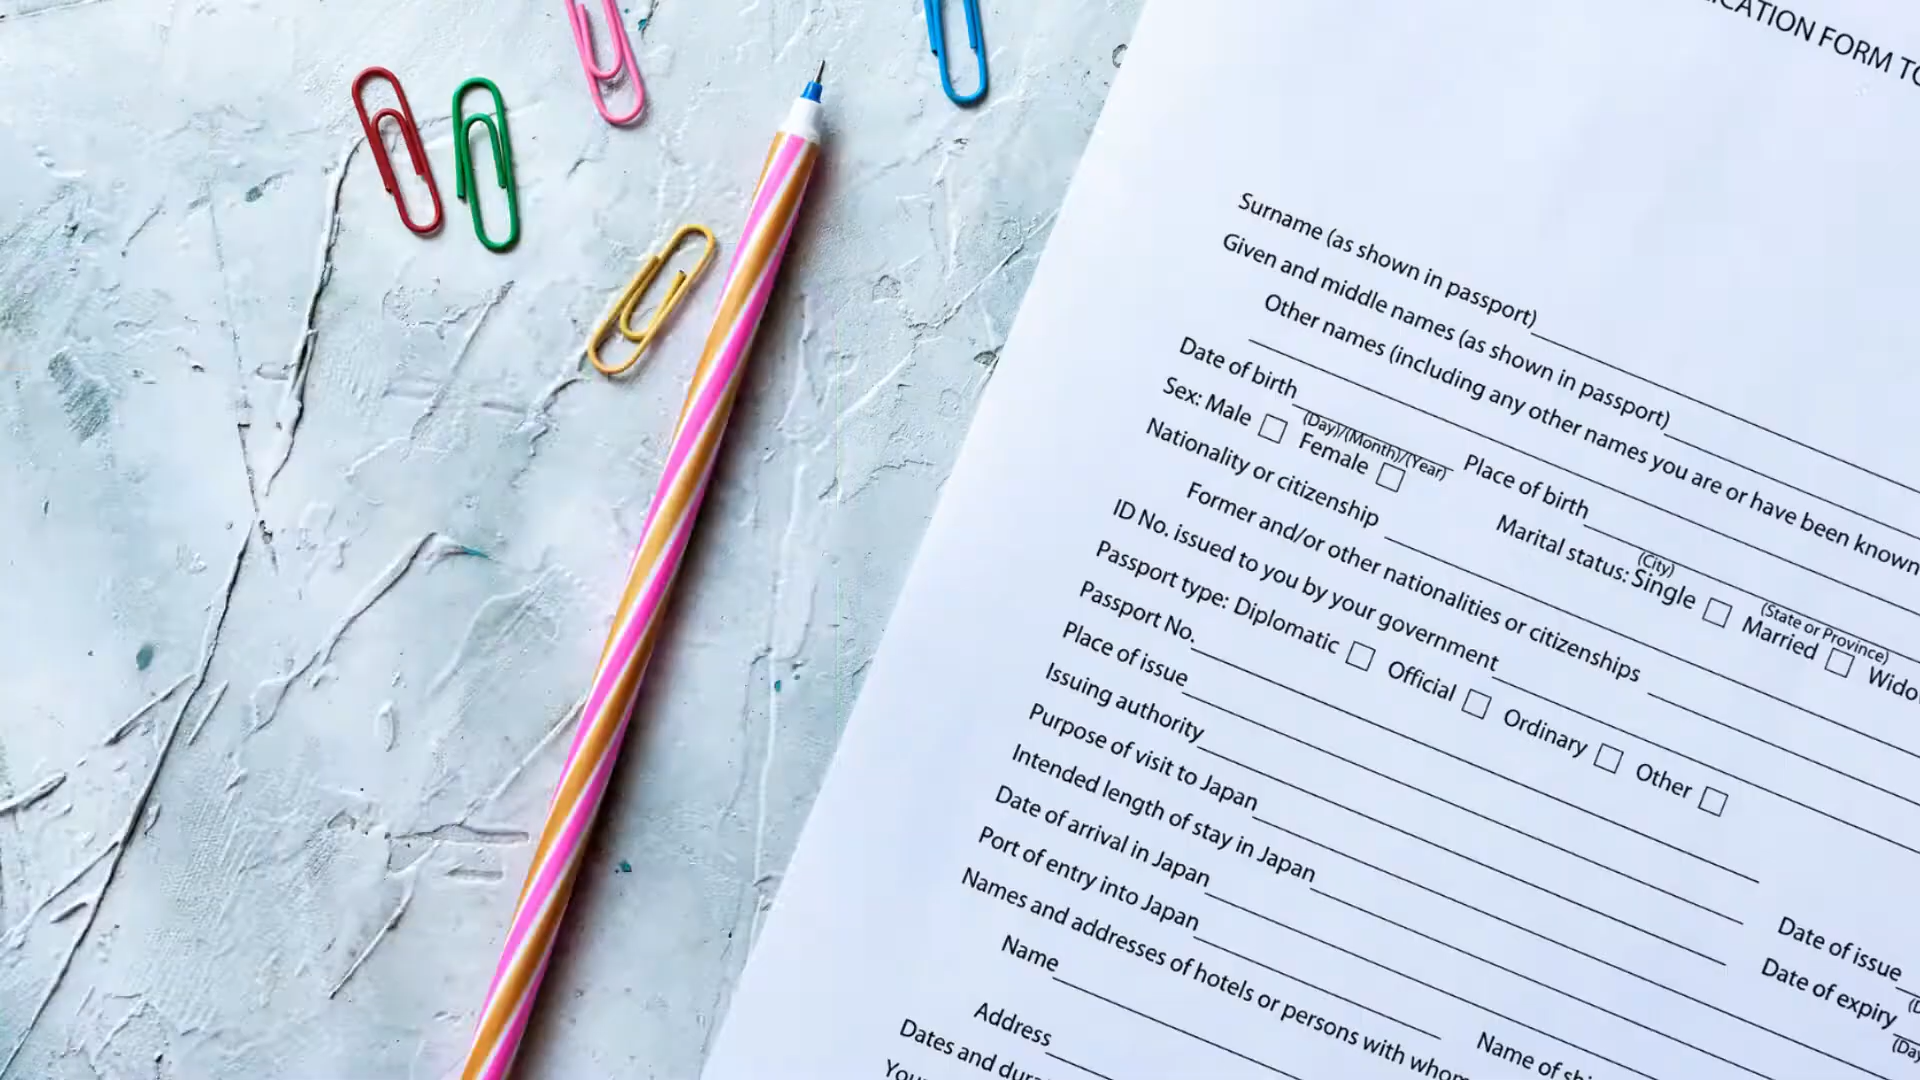 FORM TO
Surname (as shown in passport)
Given and middle names (as shown in passport)
Other names (including any other names you are or have been known
Date of birth Place of birth
(Day)/(Month)/(Year) (City) (State or Province)
Sex: Male Female Marital status: Single Married
Nationality or citizenship
Former and/or other nationalities or citizenships
ID No. issued to you by your government
Passport type: Diplomatic Official Ordinary Other
Passport No.
Place of issue Date of issue
Issuing authority Date of expiry
Purpose of visit to Japan
Intended length of stay in Japan
Date of arrival in Japan
Port of entry into Japan Name of
Names and addresses of hotels or persons with whom
Name
Address
Dates and